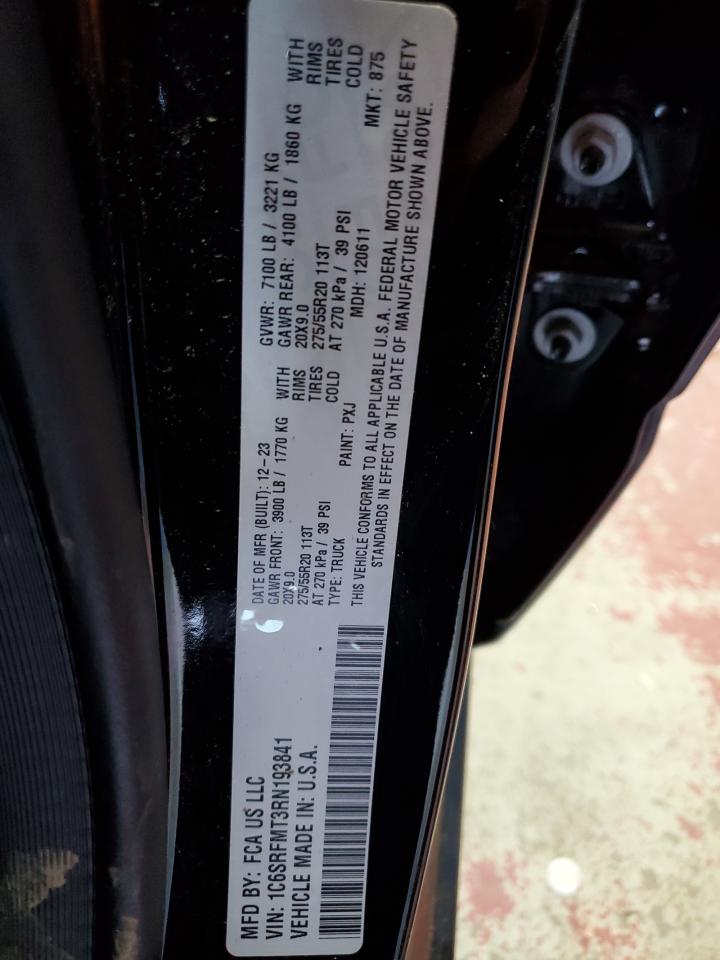 MFD BY: FCA US LLC
VIN: 1C6SRFMT3RN193841
VEHICLE MADE IN: U.S.A.
DATE OF MFR (BUILT): 12-23
GAWR FRONT: 3900 LB / 1770 KG WITH
20X9.0 RIMS
275/55R20 113T TIRES
AT 270 kPa / 39 PSI COLD
GVWR: 7100 LB / 3221 KG
GAWR REAR: 4100 LB / 1860 KG WITH
20X9.0 RIMS
275/55R20 113T TIRES
AT 270 kPa / 39 PSI COLD
TYPE: TRUCK PAINT: PXJ MDH: 120611 MKT: 875
THIS VEHICLE CONFORMS TO ALL APPLICABLE U.S.A. FEDERAL MOTOR VEHICLE SAFETY
STANDARDS IN EFFECT ON THE DATE OF MANUFACTURE SHOWN ABOVE.